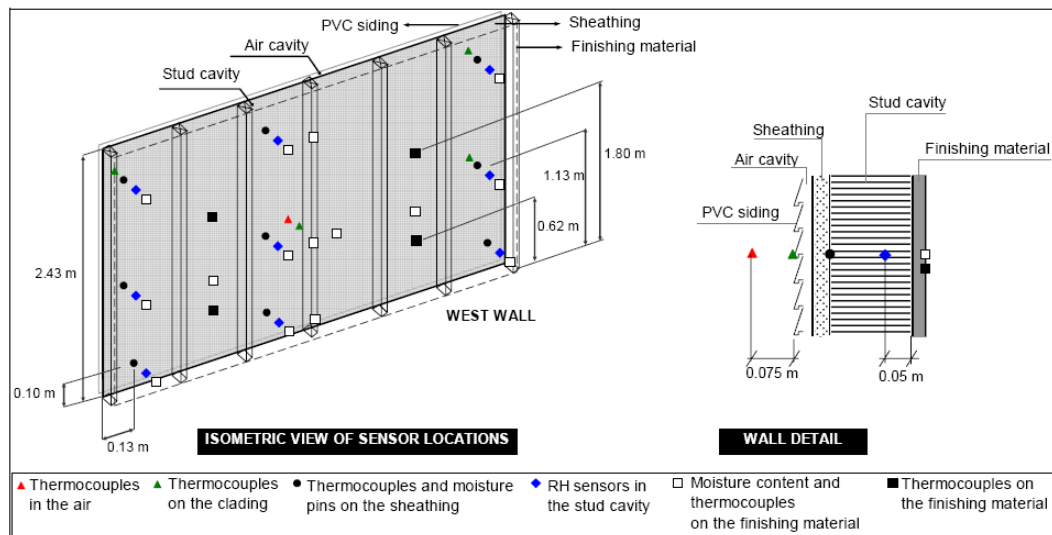 PVC siding
Sheathing
Air cavity
Finishing material
Stud cavity
1.80 m
1.13 m
0.62 m
2.43 m
WEST WALL
0.10 m
0.13 m
ISOMETRIC VIEW OF SENSOR LOCATIONS
Stud cavity
Sheathing
Finishing material
Air cavity
PVC siding
0.075 m
0.05 m
WALL DETAIL
Thermocouples
in the air
Thermocouples
on the clading
Thermocouples and moisture
pins on the sheathing
RH sensors in
the stud cavity
Moisture content and
thermocouples
on the finishing material
Thermocouples on
the finishing material